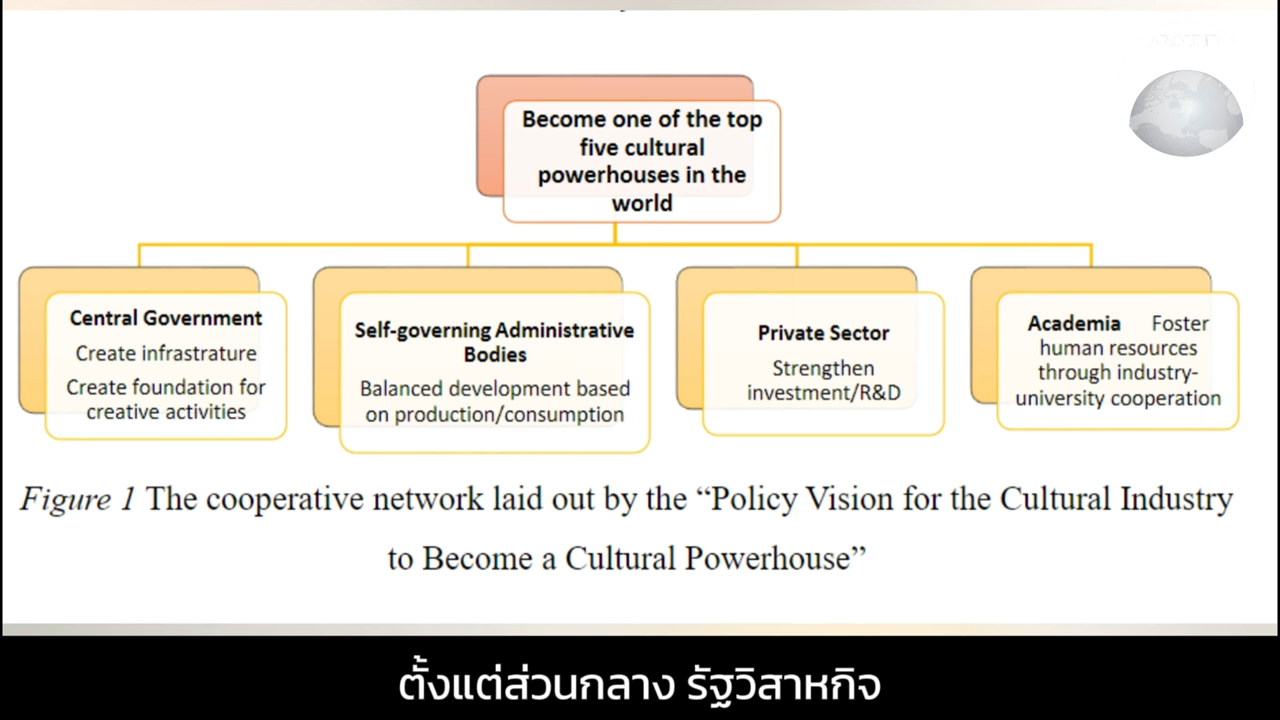 Become one of the top
five cultural
powerhouses in the
world
Central Government
Create infrastrature
Create foundation for
creative activities
Self-governing Administrative
Bodies
Balanced development based
on production/consumption
Private Sector
Strengthen
investment/R&D
Academia Foster
human resources
through industry-
university cooperation
Figure 1 The cooperative network laid out by the “Policy Vision for the Cultural Industry
to Become a Cultural Powerhouse”
ตั้งแต่ส่วนกลาง รัฐวิสาหกิจ